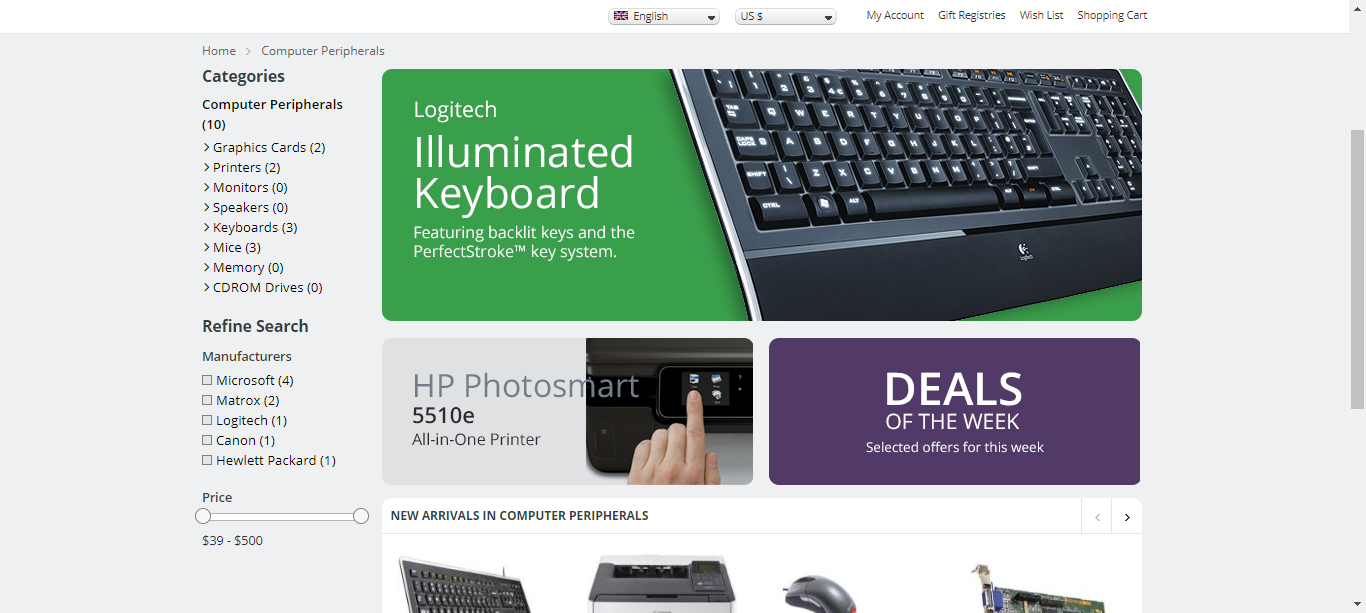 English
US $
My Account
Gift Registries
Wish List
Shopping Cart
Home > Computer Peripherals
Categories
Computer Peripherals
(10)
Graphics Cards (2)
Printers (2)
Monitors (0)
Speakers (0)
Keyboards (3)
Mice (3)
Memory (0)
CDROM Drives (0)
Refine Search
Manufacturers
Microsoft (4)
Matrox (2)
Logitech (1)
Canon (1)
Hewlett Packard (1)
Price
$39 - $500
Logitech
Illuminated
Keyboard
Featuring backlit keys and the
PerfectStroke™ key system.
HP Photosmart
5510e
All-in-One Printer
DEALS
OF THE WEEK
Selected offers for this week
NEW ARRIVALS IN COMPUTER PERIPHERALS